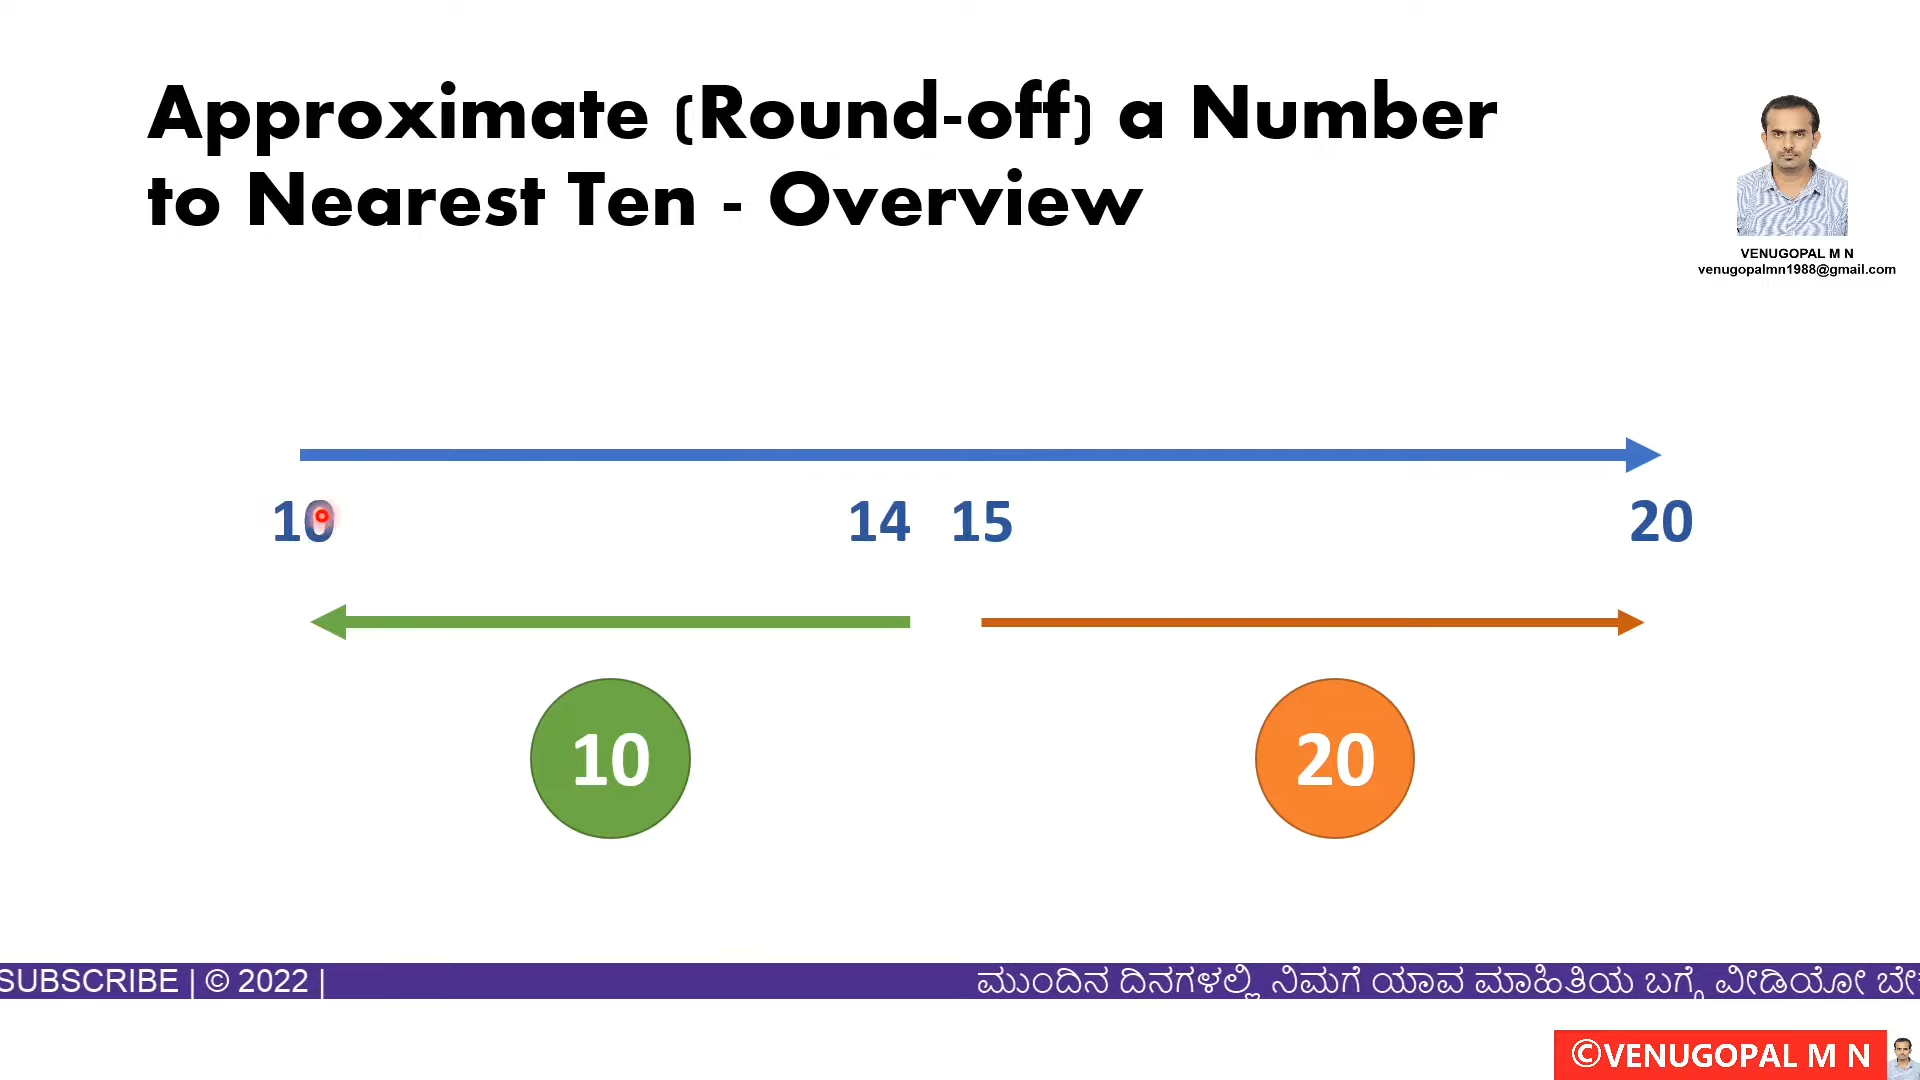 Approximate (Round-off) a Number
to Nearest Ten - Overview
VENUGOPAL M N
venugopalmn1988@gmail.com
10 14 15 20
10 20
SUBSCRIBE | © 2022 | ಮುಂದಿನ ದಿನಗಳಲ್ಲಿ ನಿಮಗೆ ಯಾವ ಮಾಹಿತಿಯ ಬಗ್ಗೆ ವೀಡಿಯೋ
©VENUGOPAL M N